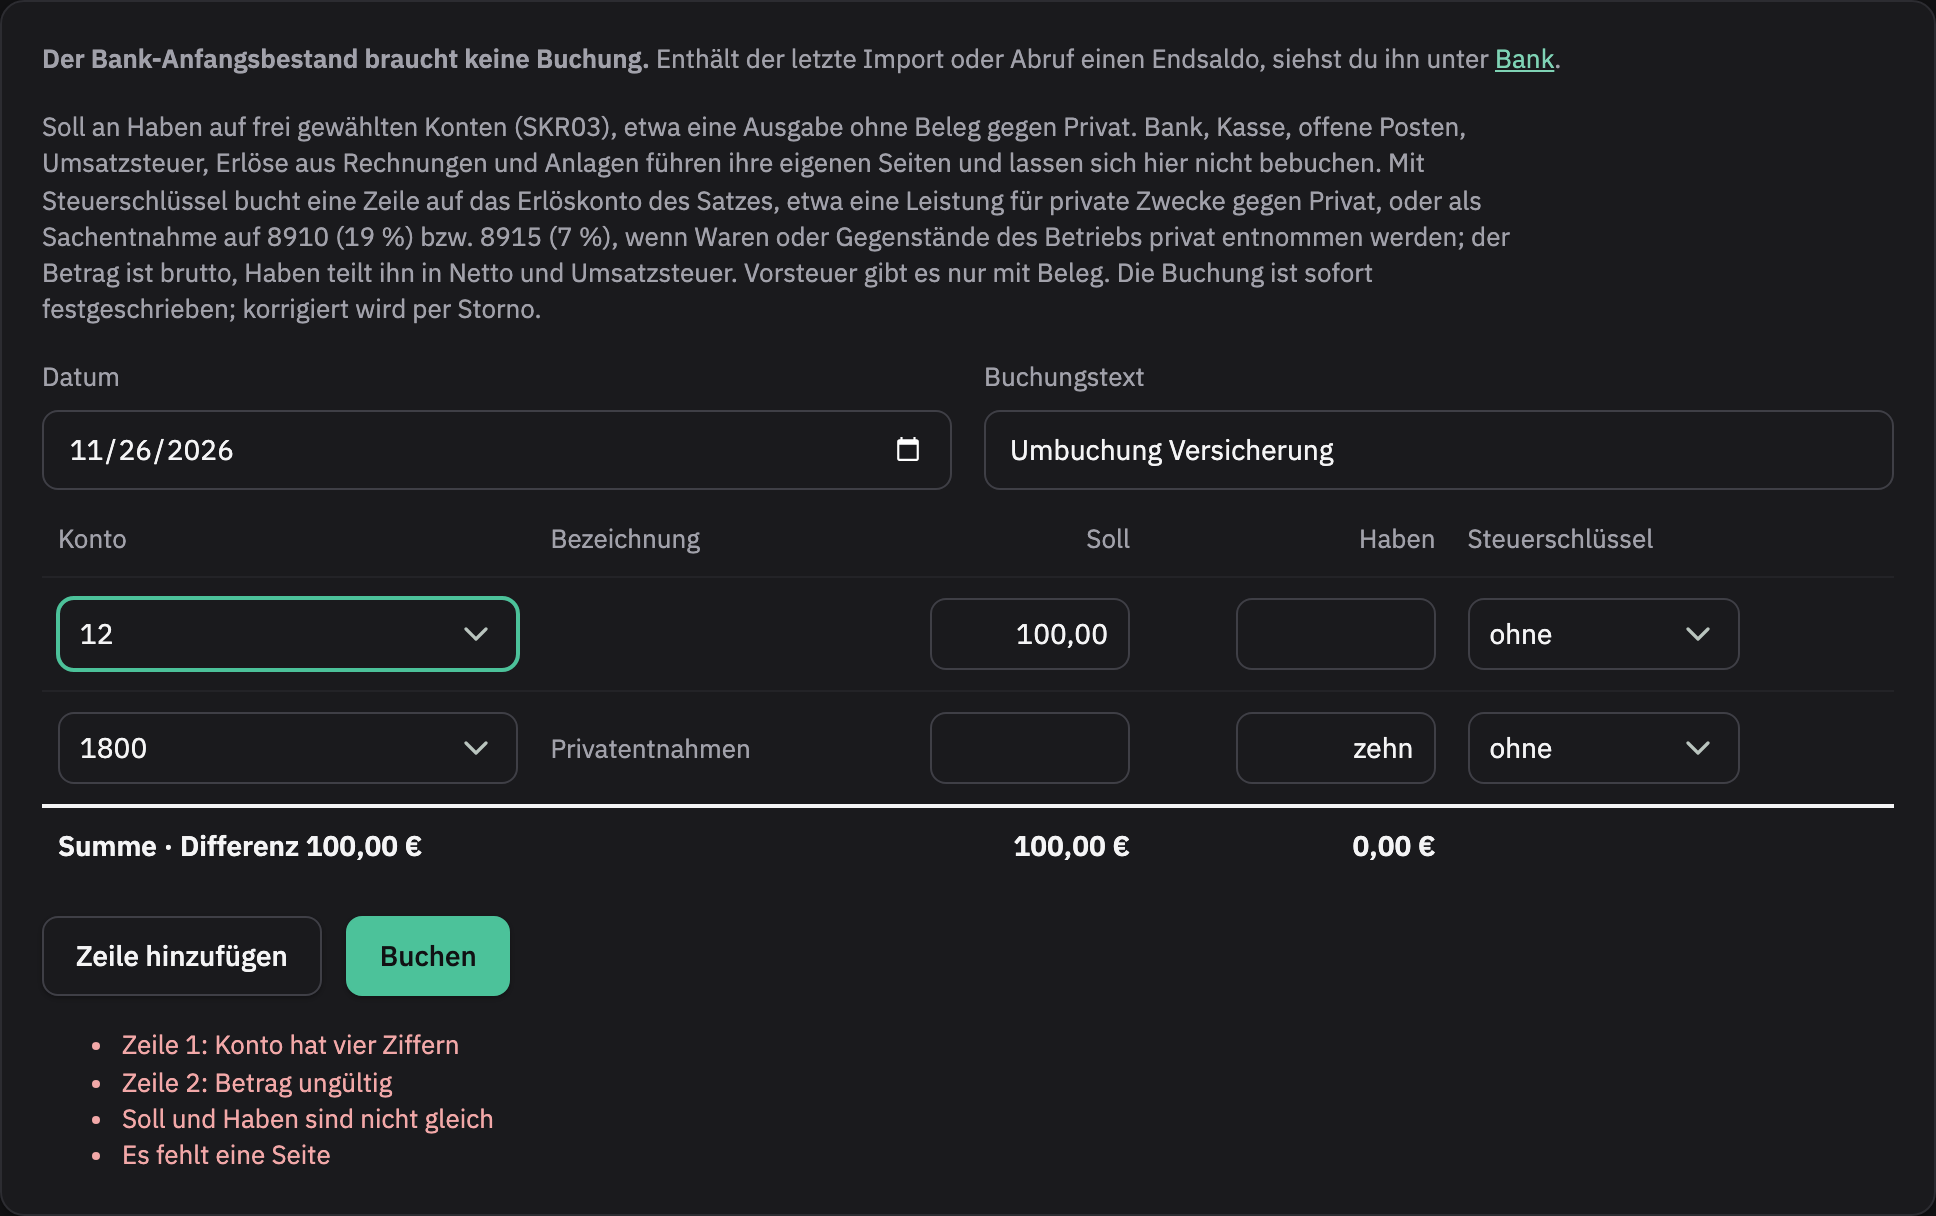 Der Bank-Anfangsbestand braucht keine Buchung. Enthält der letzte Import oder Abruf einen Endsaldo, siehst du ihn unter Bank.
Soll an Haben auf frei gewählten Konten (SKR03), etwa eine Ausgabe ohne Beleg gegen Privat. Bank, Kasse, offene Posten,
Umsatzsteuer, Erlöse aus Rechnungen und Anlagen führen ihre eigenen Seiten und lassen sich hier nicht bebuchen. Mit
Steuerschlüssel bucht eine Zeile auf das Erlöskonto des Satzes, etwa eine Leistung für private Zwecke gegen Privat, oder als
Sachentnahme auf 8910 (19 %) bzw. 8915 (7 %), wenn Waren oder Gegenstände des Betriebs privat entnommen werden; der
Betrag ist brutto, Haben teilt ihn in Netto und Umsatzsteuer. Vorsteuer gibt es nur mit Beleg. Die Buchung ist sofort
festgeschrieben; korrigiert wird per Storno.
Datum Buchungstext
11/26/2026 Umbuchung Versicherung
Konto Bezeichnung Soll Haben Steuerschlüssel
12 100,00 ohne
1800 Privatentnahmen zehn ohne
Summe · Differenz 100,00 € 100,00 € 0,00 €
Zeile hinzufügen Buchen
• Zeile 1: Konto hat vier Ziffern
• Zeile 2: Betrag ungültig
• Soll und Haben sind nicht gleich
• Es fehlt eine Seite